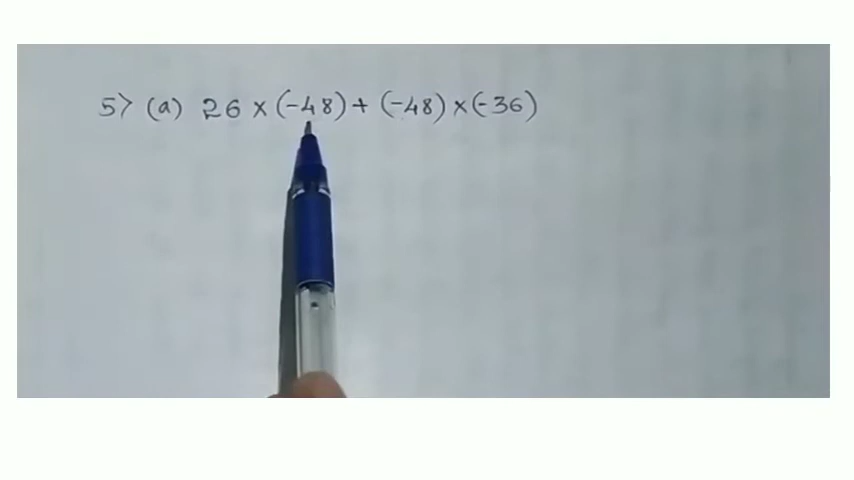 5> (a) 26 × (-48) + (-48) × (-36)